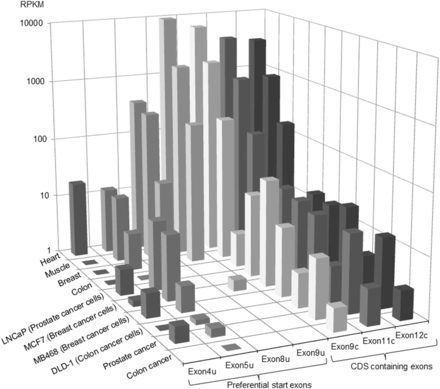 RPKM
10000
1000
100
10
1
Heart
Muscle
Breast
Colon
LNCaP (Prostate cancer cells)
MCF7 (Breast cancer cells)
MB468 (Breast cancer cells)
DLD-1 (Colon cancer cells)
Prostate cancer
Colon cancer
Exon4u
Exon5u
Exon8u
Exon9u
Exon9c
Exon11c
Exon12c
Preferential start exons
CDS containing exons